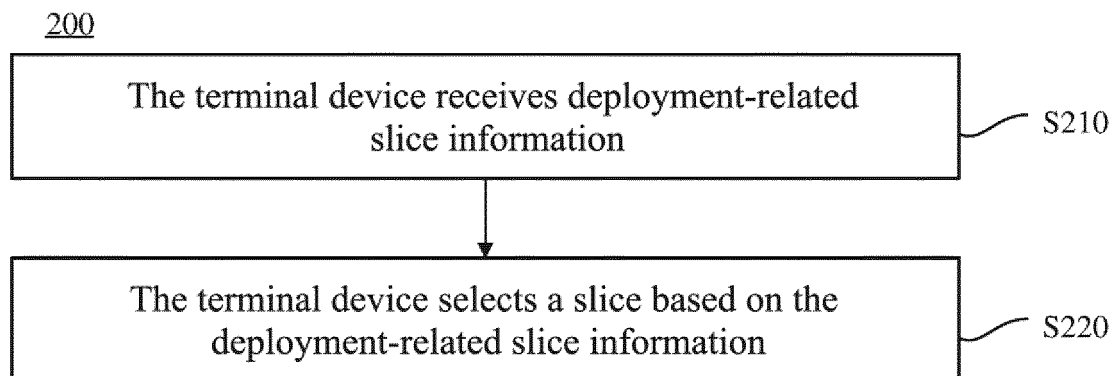 200
The terminal device receives deployment-related
slice information
S210
The terminal device selects a slice based on the
deployment-related slice information
S220